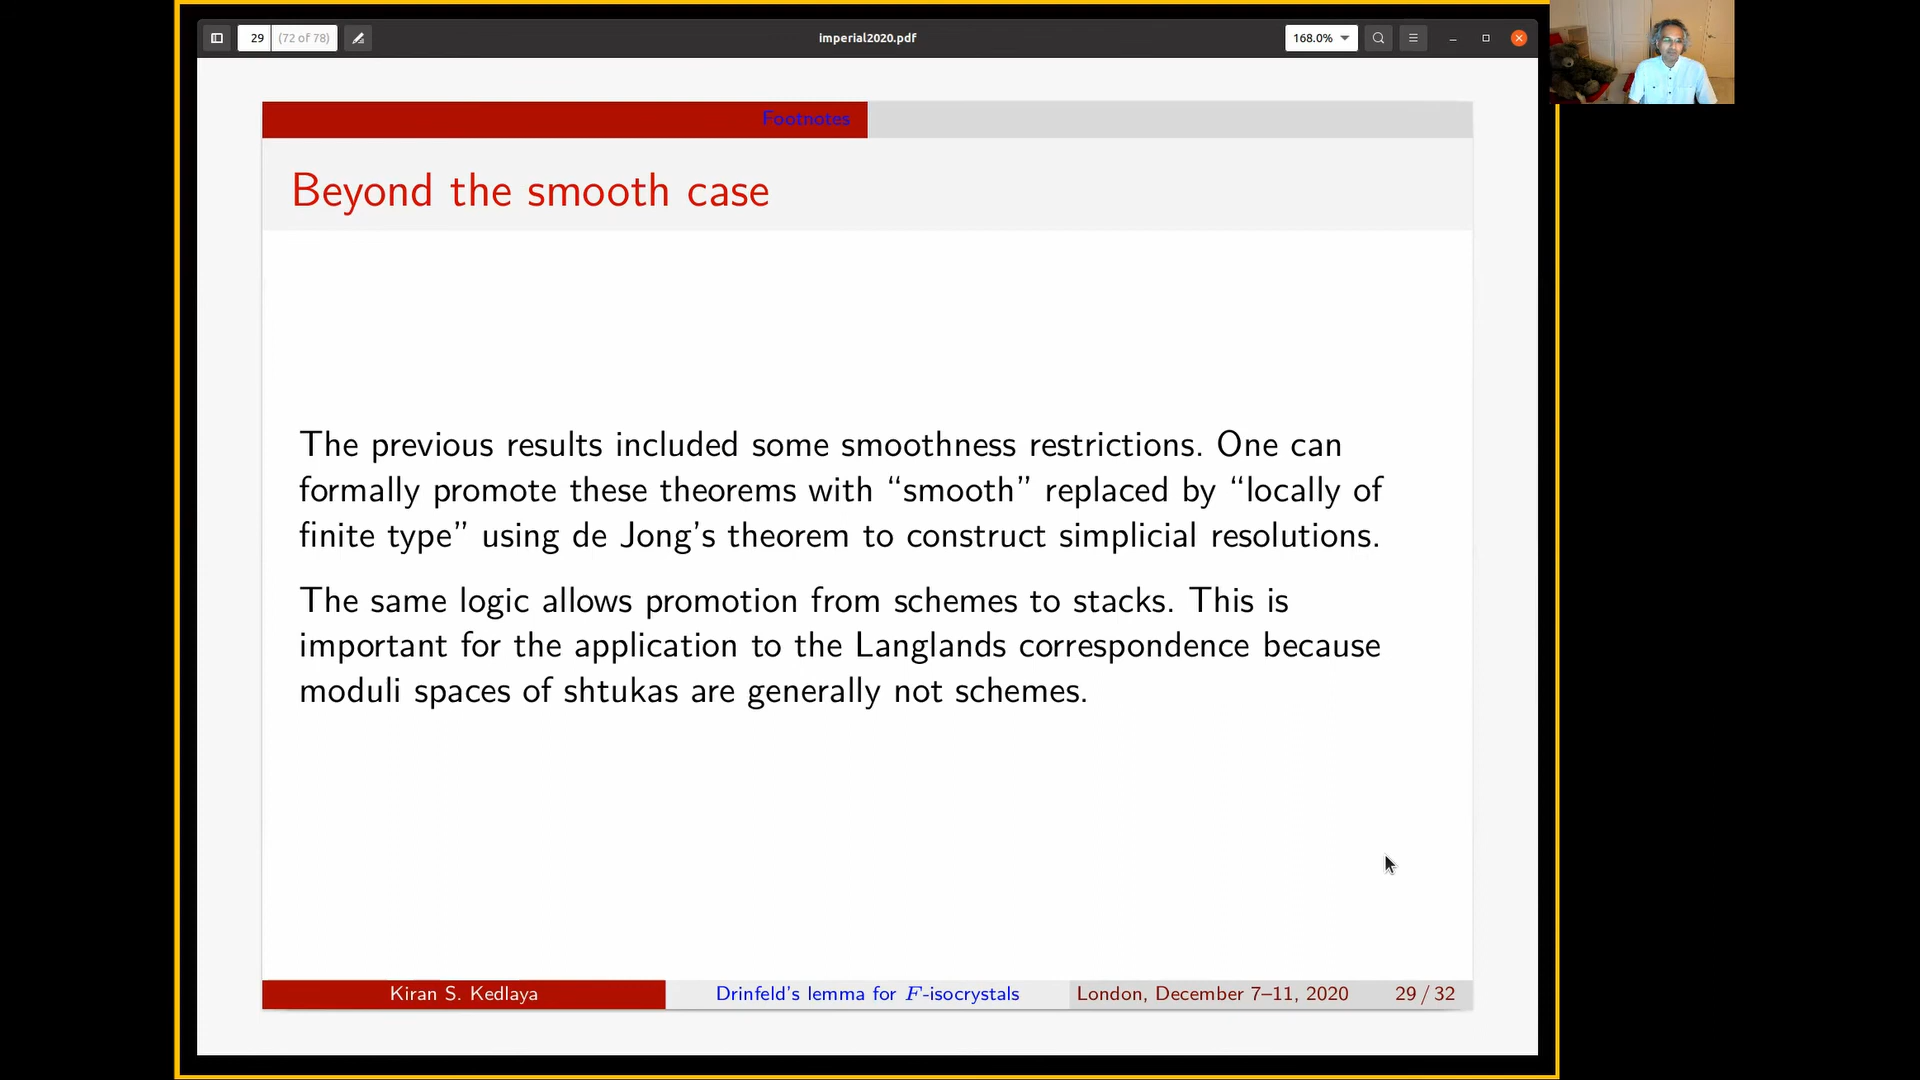 29 (72 of 78)
imperial2020.pdf
168.0%
Footnotes
Beyond the smooth case
The previous results included some smoothness restrictions. One can
formally promote these theorems with “smooth” replaced by “locally of
finite type” using de Jong’s theorem to construct simplicial resolutions.
The same logic allows promotion from schemes to stacks. This is
important for the application to the Langlands correspondence because
moduli spaces of shtukas are generally not schemes.
Kiran S. Kedlaya
Drinfeld’s lemma for F-isocrystals
London, December 7–11, 2020
29 / 32